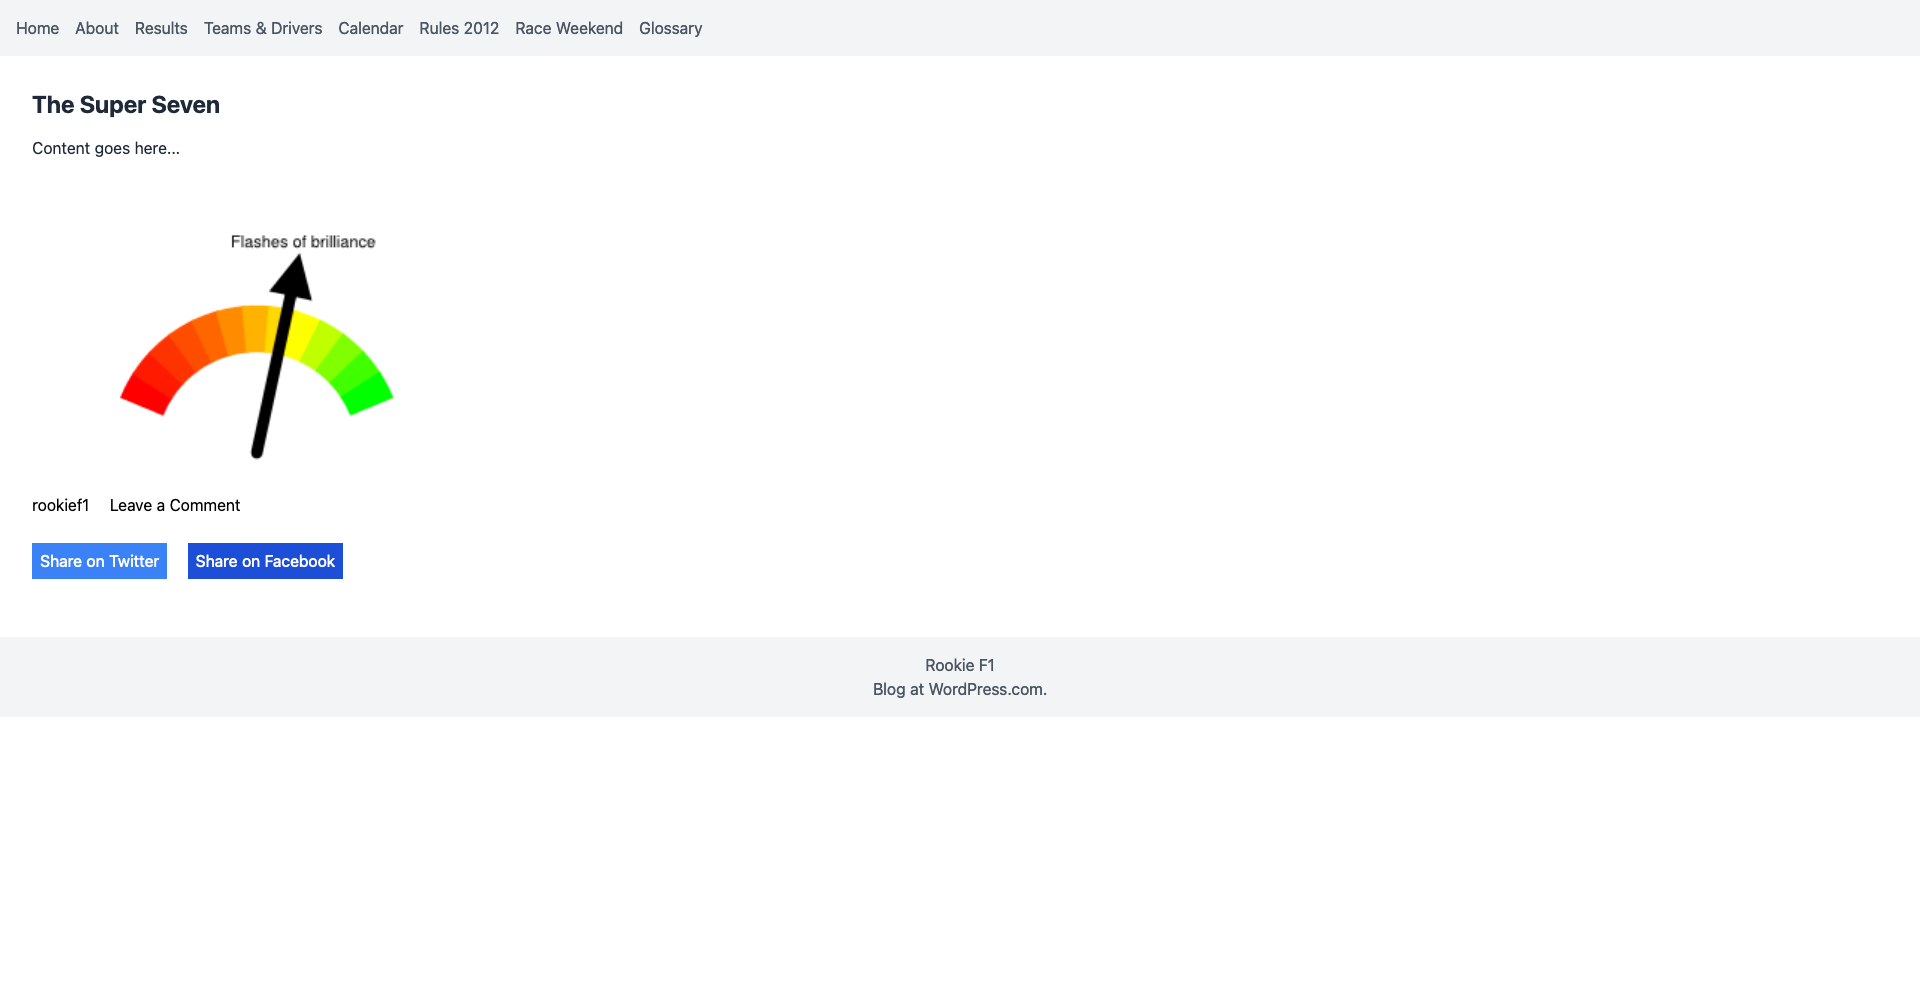 Home About Results Teams & Drivers Calendar Rules 2012 Race Weekend Glossary
The Super Seven
Content goes here...
Flashes of brilliance
rookief1 Leave a Comment
Share on Twitter Share on Facebook
Rookie F1
Blog at WordPress.com.